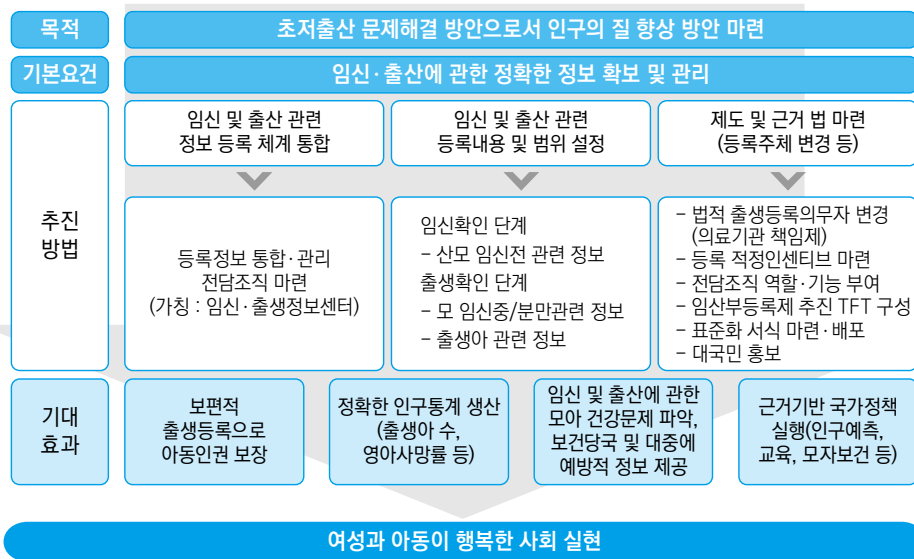 목적
초저출산 문제해결 방안으로서 인구의 질 향상 방안 마련
기본요건
임신·출산에 관한 정확한 정보 확보 및 관리
추진
방법
임신 및 출산 관련
정보 등록 체계 통합
임신 및 출산 관련
등록내용 및 범위 설정
제도 및 근거 법 마련
(등록주체 변경 등)
등록정보 통합·관리
전담조직 마련
(가칭 : 임신·출생정보센터)
임신확인 단계
– 산모 임신전 관련 정보
출생확인 단계
– 모 임신중/분만관련 정보
– 출생아 관련 정보
– 법적 출생등록의무자 변경
(의료기관 책임제)
– 등록 적정인센티브 마련
– 전담조직 역할·기능 부여
– 임산부등록제 추진 TFT 구성
– 표준화 서식 마련·배포
– 대국민 홍보
기대
효과
보편적
출생등록으로
아동인권 보장
정확한 인구통계 생산
(출생아 수,
영아사망률 등)
임신 및 출산에 관한
모아 건강문제 파악,
보건당국 및 대중에
예방적 정보 제공
근거기반 국가정책
실행(인구예측,
교육, 모자보건 등)
여성과 아동이 행복한 사회 실현